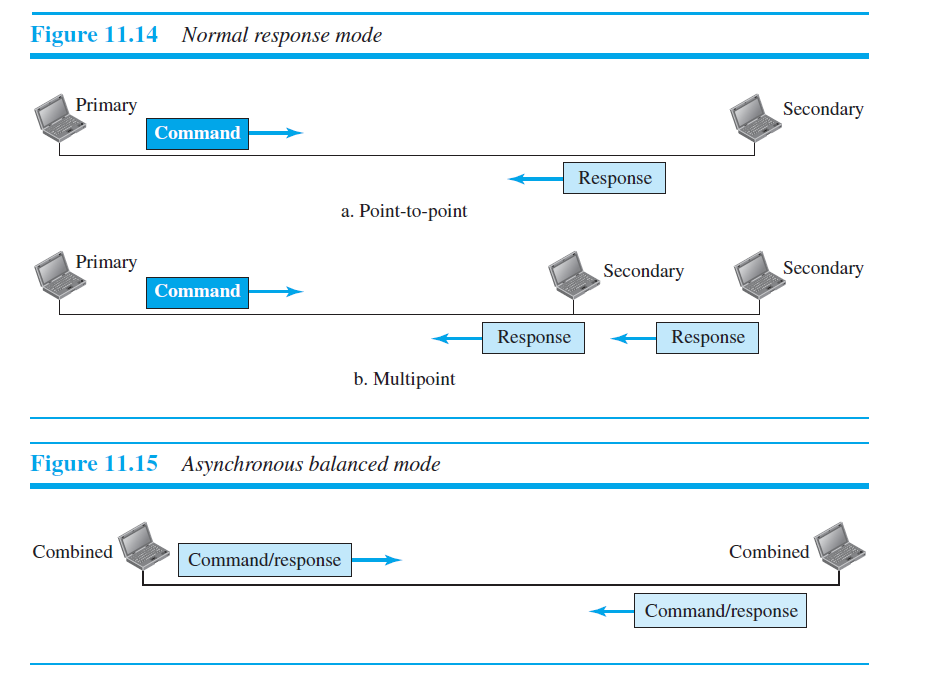 Figure 11.14 Normal response mode
Primary
Secondary
Command
Response
a. Point-to-point
Primary
Secondary
Secondary
Command
Response
Response
b. Multipoint
Figure 11.15 Asynchronous balanced mode
Combined
Combined
Command/response
Command/response